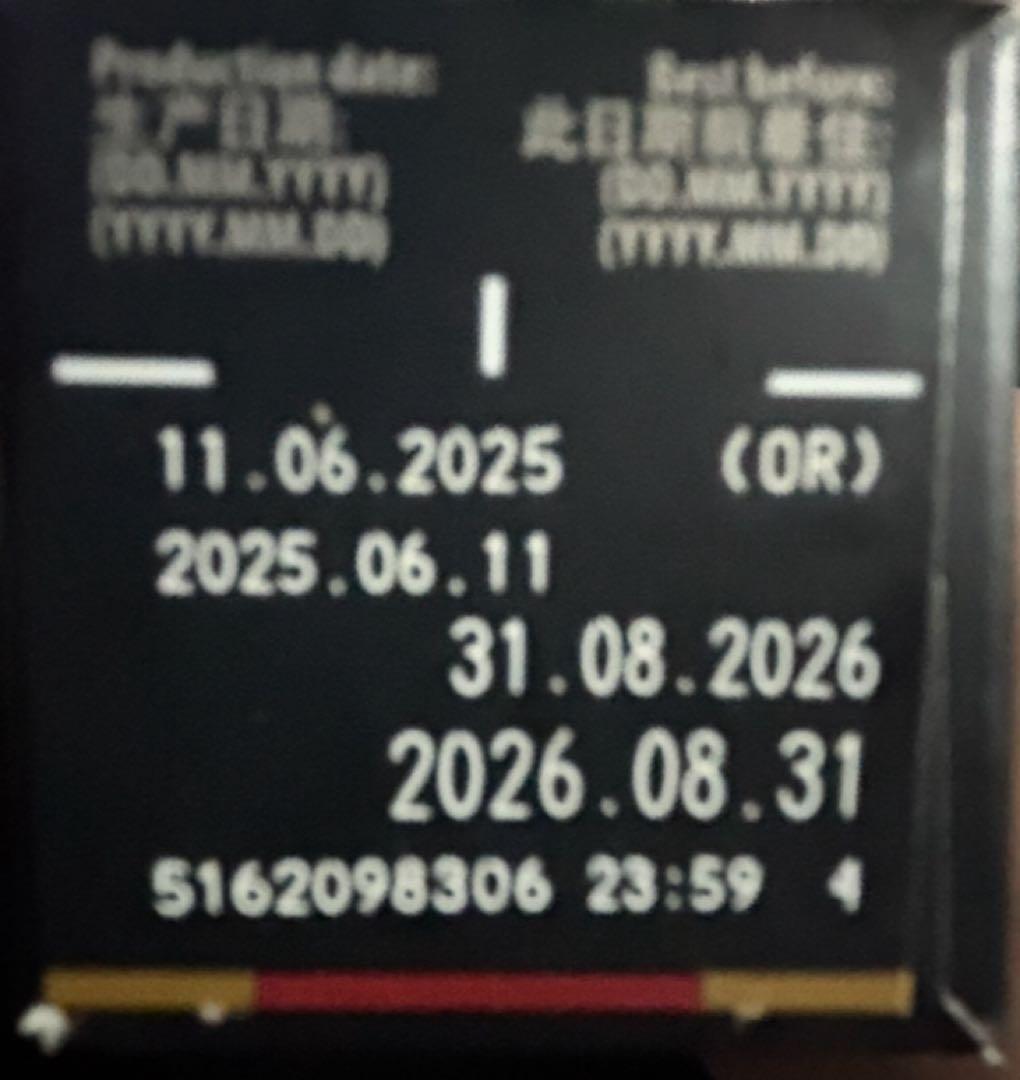 Production date:
生产日期:
(DD.MM.YYYY)
(YYYY.MM.DD)
Best before:
此日期前最佳:
(DD.MM.YYYY)
(YYYY.MM.DD)
11.06.2025 (OR)
2025.06.11
31.08.2026
2026.08.31
5162098306 23:59 4